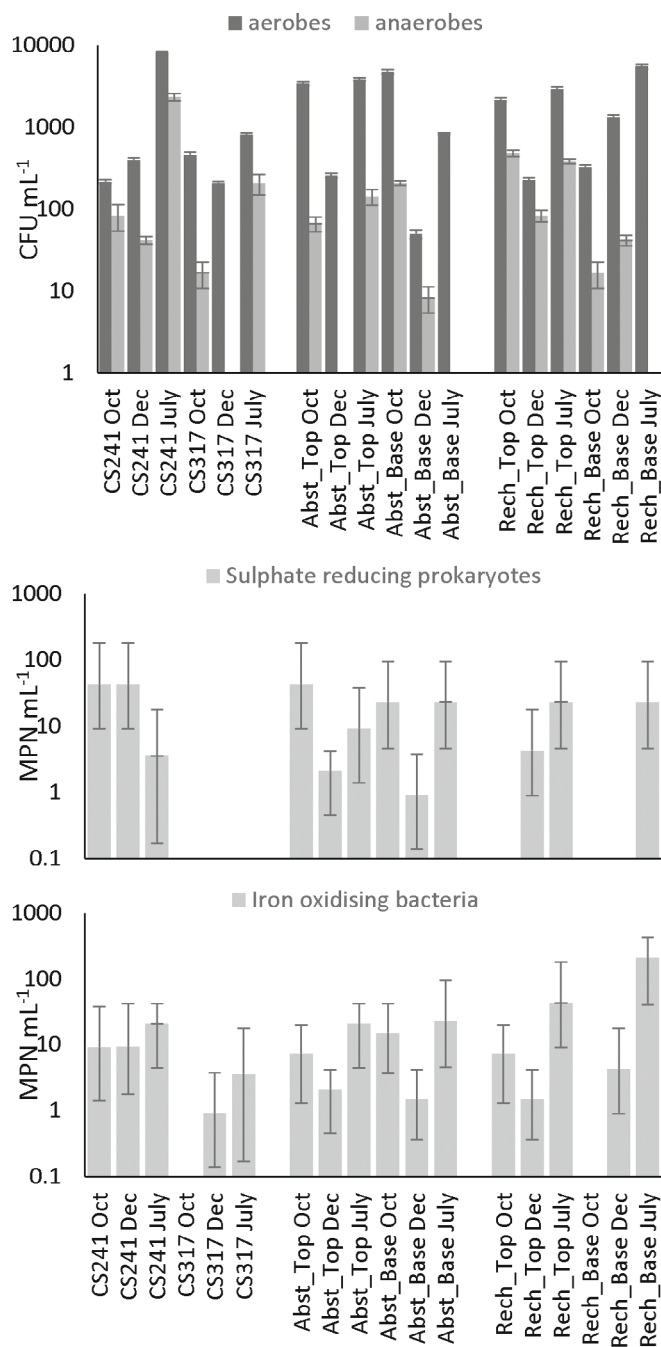 aerobes anaerobes
10000
1000
100
10
1
CFU mL-1
CS241 Oct
CS241 Dec
CS241 July
CS317 Oct
CS317 Dec
CS317 July
Abst_Top Oct
Abst_Top Dec
Abst_Top July
Abst_Base Oct
Abst_Base Dec
Abst_Base July
Rech_Top Oct
Rech_Top Dec
Rech_Top July
Rech_Base Oct
Rech_Base Dec
Rech_Base July
Sulphate reducing prokaryotes
1000
100
10
1
0.1
MPN mL-1
Iron oxidising bacteria
1000
100
10
1
0.1
MPN mL-1
CS241 Oct
CS241 Dec
CS241 July
CS317 Oct
CS317 Dec
CS317 July
Abst_Top Oct
Abst_Top Dec
Abst_Top July
Abst_Base Oct
Abst_Base Dec
Abst_Base July
Rech_Top Oct
Rech_Top Dec
Rech_Top July
Rech_Base Oct
Rech_Base Dec
Rech_Base July